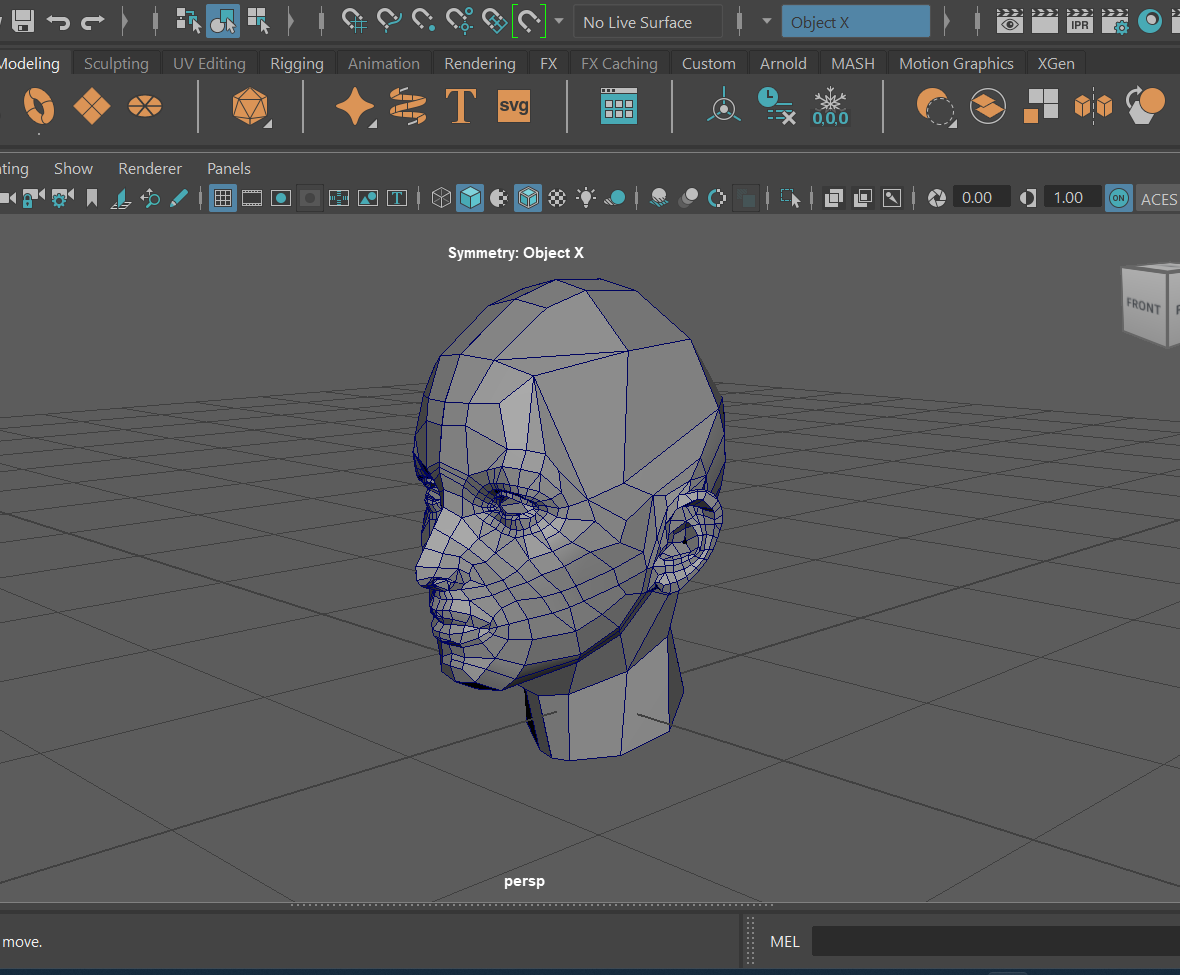 No Live Surface
Object X
IPR
Modeling Sculpting UV Editing Rigging Animation Rendering FX FX Caching Custom Arnold MASH Motion Graphics XGen
T
svg
0,0,0
Show Renderer Panels
T
0.00
1.00
ON
ACES
Symmetry: Object X
FRONT
persp
move.
MEL